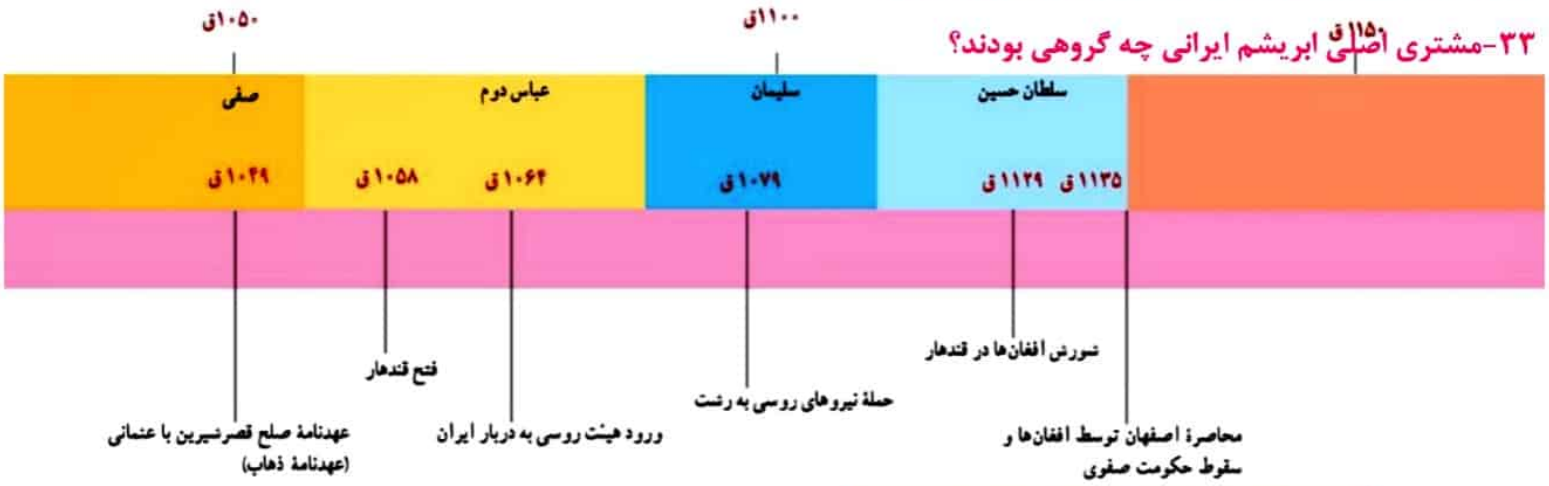 ۱۰۵۰ق
۱۱۰۰ق
۱۱۵۰ق
۳۳-مشتری اصلی ابریشم ایرانی چه گروهی بودند؟
صفی
عباس دوم
سلیمان
سلطان حسین
۱۰۴۹ ق
۱۰۵۸ ق
۱۰۶۴ ق
۱۰۷۹ ق
۱۱۲۹ ق
۱۱۳۵ ق
عهدنامهٔ صلح قصرشیرین با عثمانی
(عهدنامهٔ ذهاب)
فتح قندهار
ورود هیئت روسی به دربار ایران
حملهٔ نیروهای روسی به رشت
شورش افغان‌ها در قندهار
محاصرهٔ اصفهان توسط افغان‌ها و
سقوط حکومت صفوی